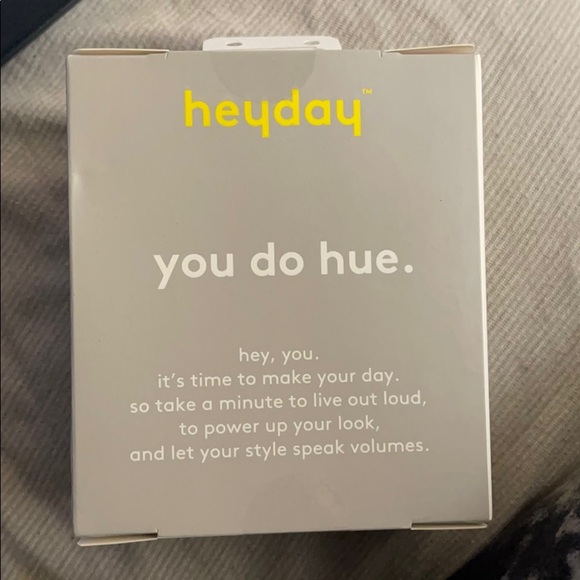 heyday™
you do hue.
hey, you.
it's time to make your day.
so take a minute to live out loud,
to power up your look,
and let your style speak volumes.